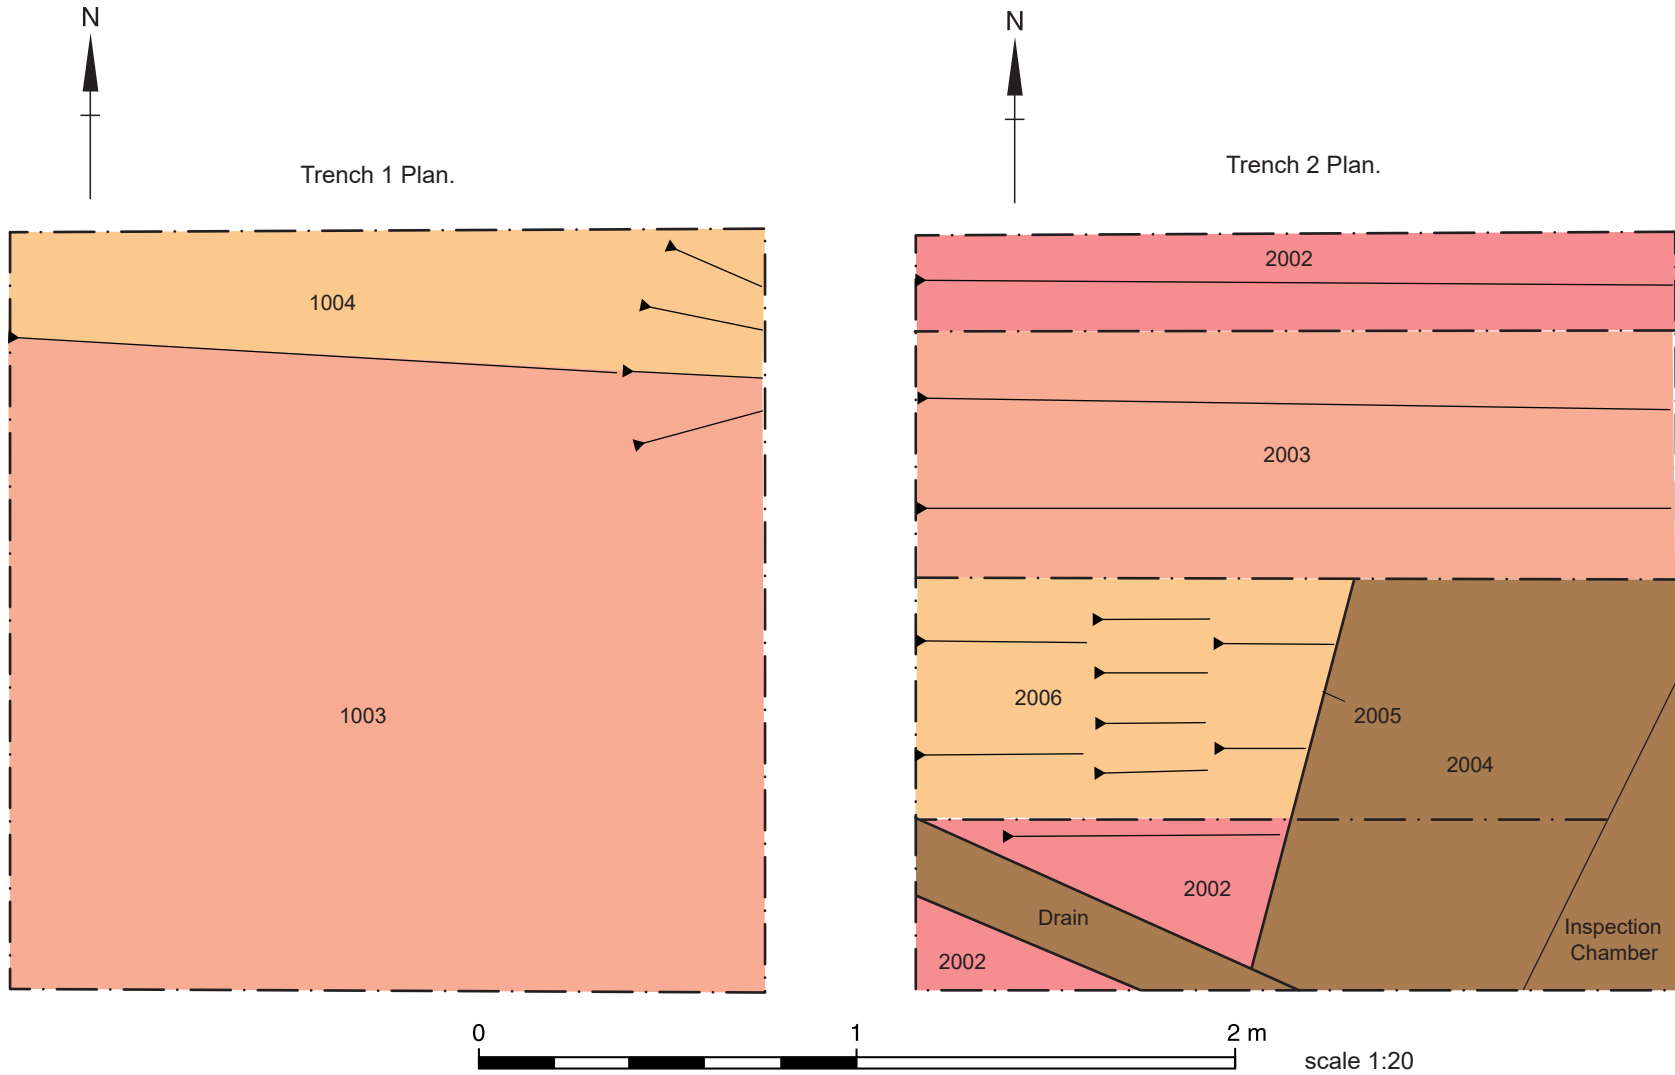 N
N
Trench 1 Plan.
Trench 2 Plan.
1004
1003
2002
2003
2006
2005
2004
2002
Drain
2002
Inspection
Chamber
0
1
2 m
scale 1:20